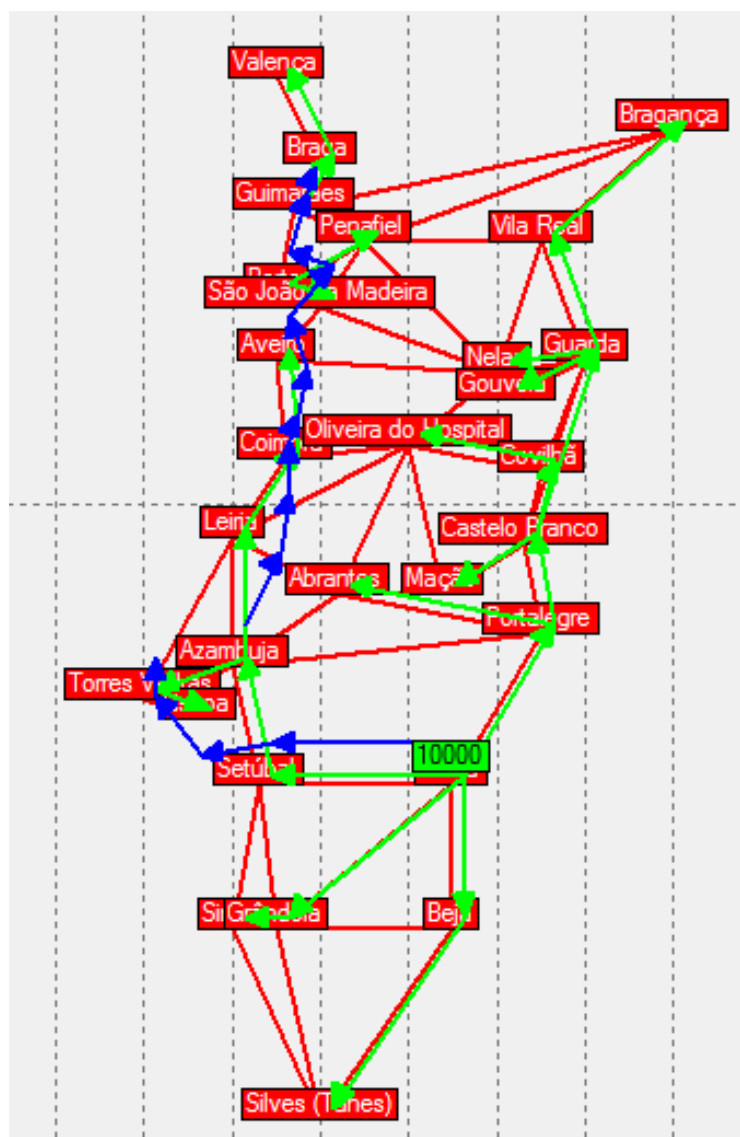 Valença
Bragança
Braga
Guimarães
Penafiel
Vila Real
São João da Madeira
Aveiro
Guarda
Nelas
Gouveia
Oliveira do Hospital
Coimbra
Covilhã
Leiria
Castelo Branco
Abrantes
Mação
Portalegre
Azambuja
Torres Vedras
10000
Setúbal
Grândola
Beja
Silves (Tunes)